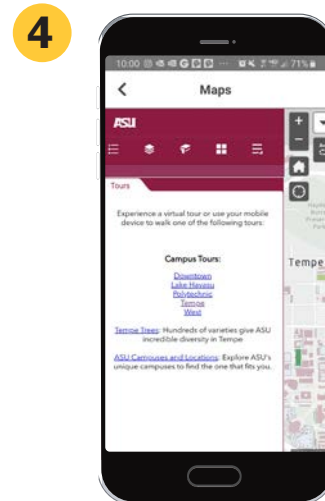 4
10:00
71%
Maps
ASU
Tours
Experience a virtual tour or use your mobile
device to walk one of the following tours:
Campus Tours:
Downtown
Lake Havasu
Polytechnic
Tempe
West
Tempe Trees: Hundreds of varieties give ASU
incredible diversity in Tempe
ASU Campuses and Locations: Explore ASU's
unique campuses to find the one that fits you.
+
-
Tempe